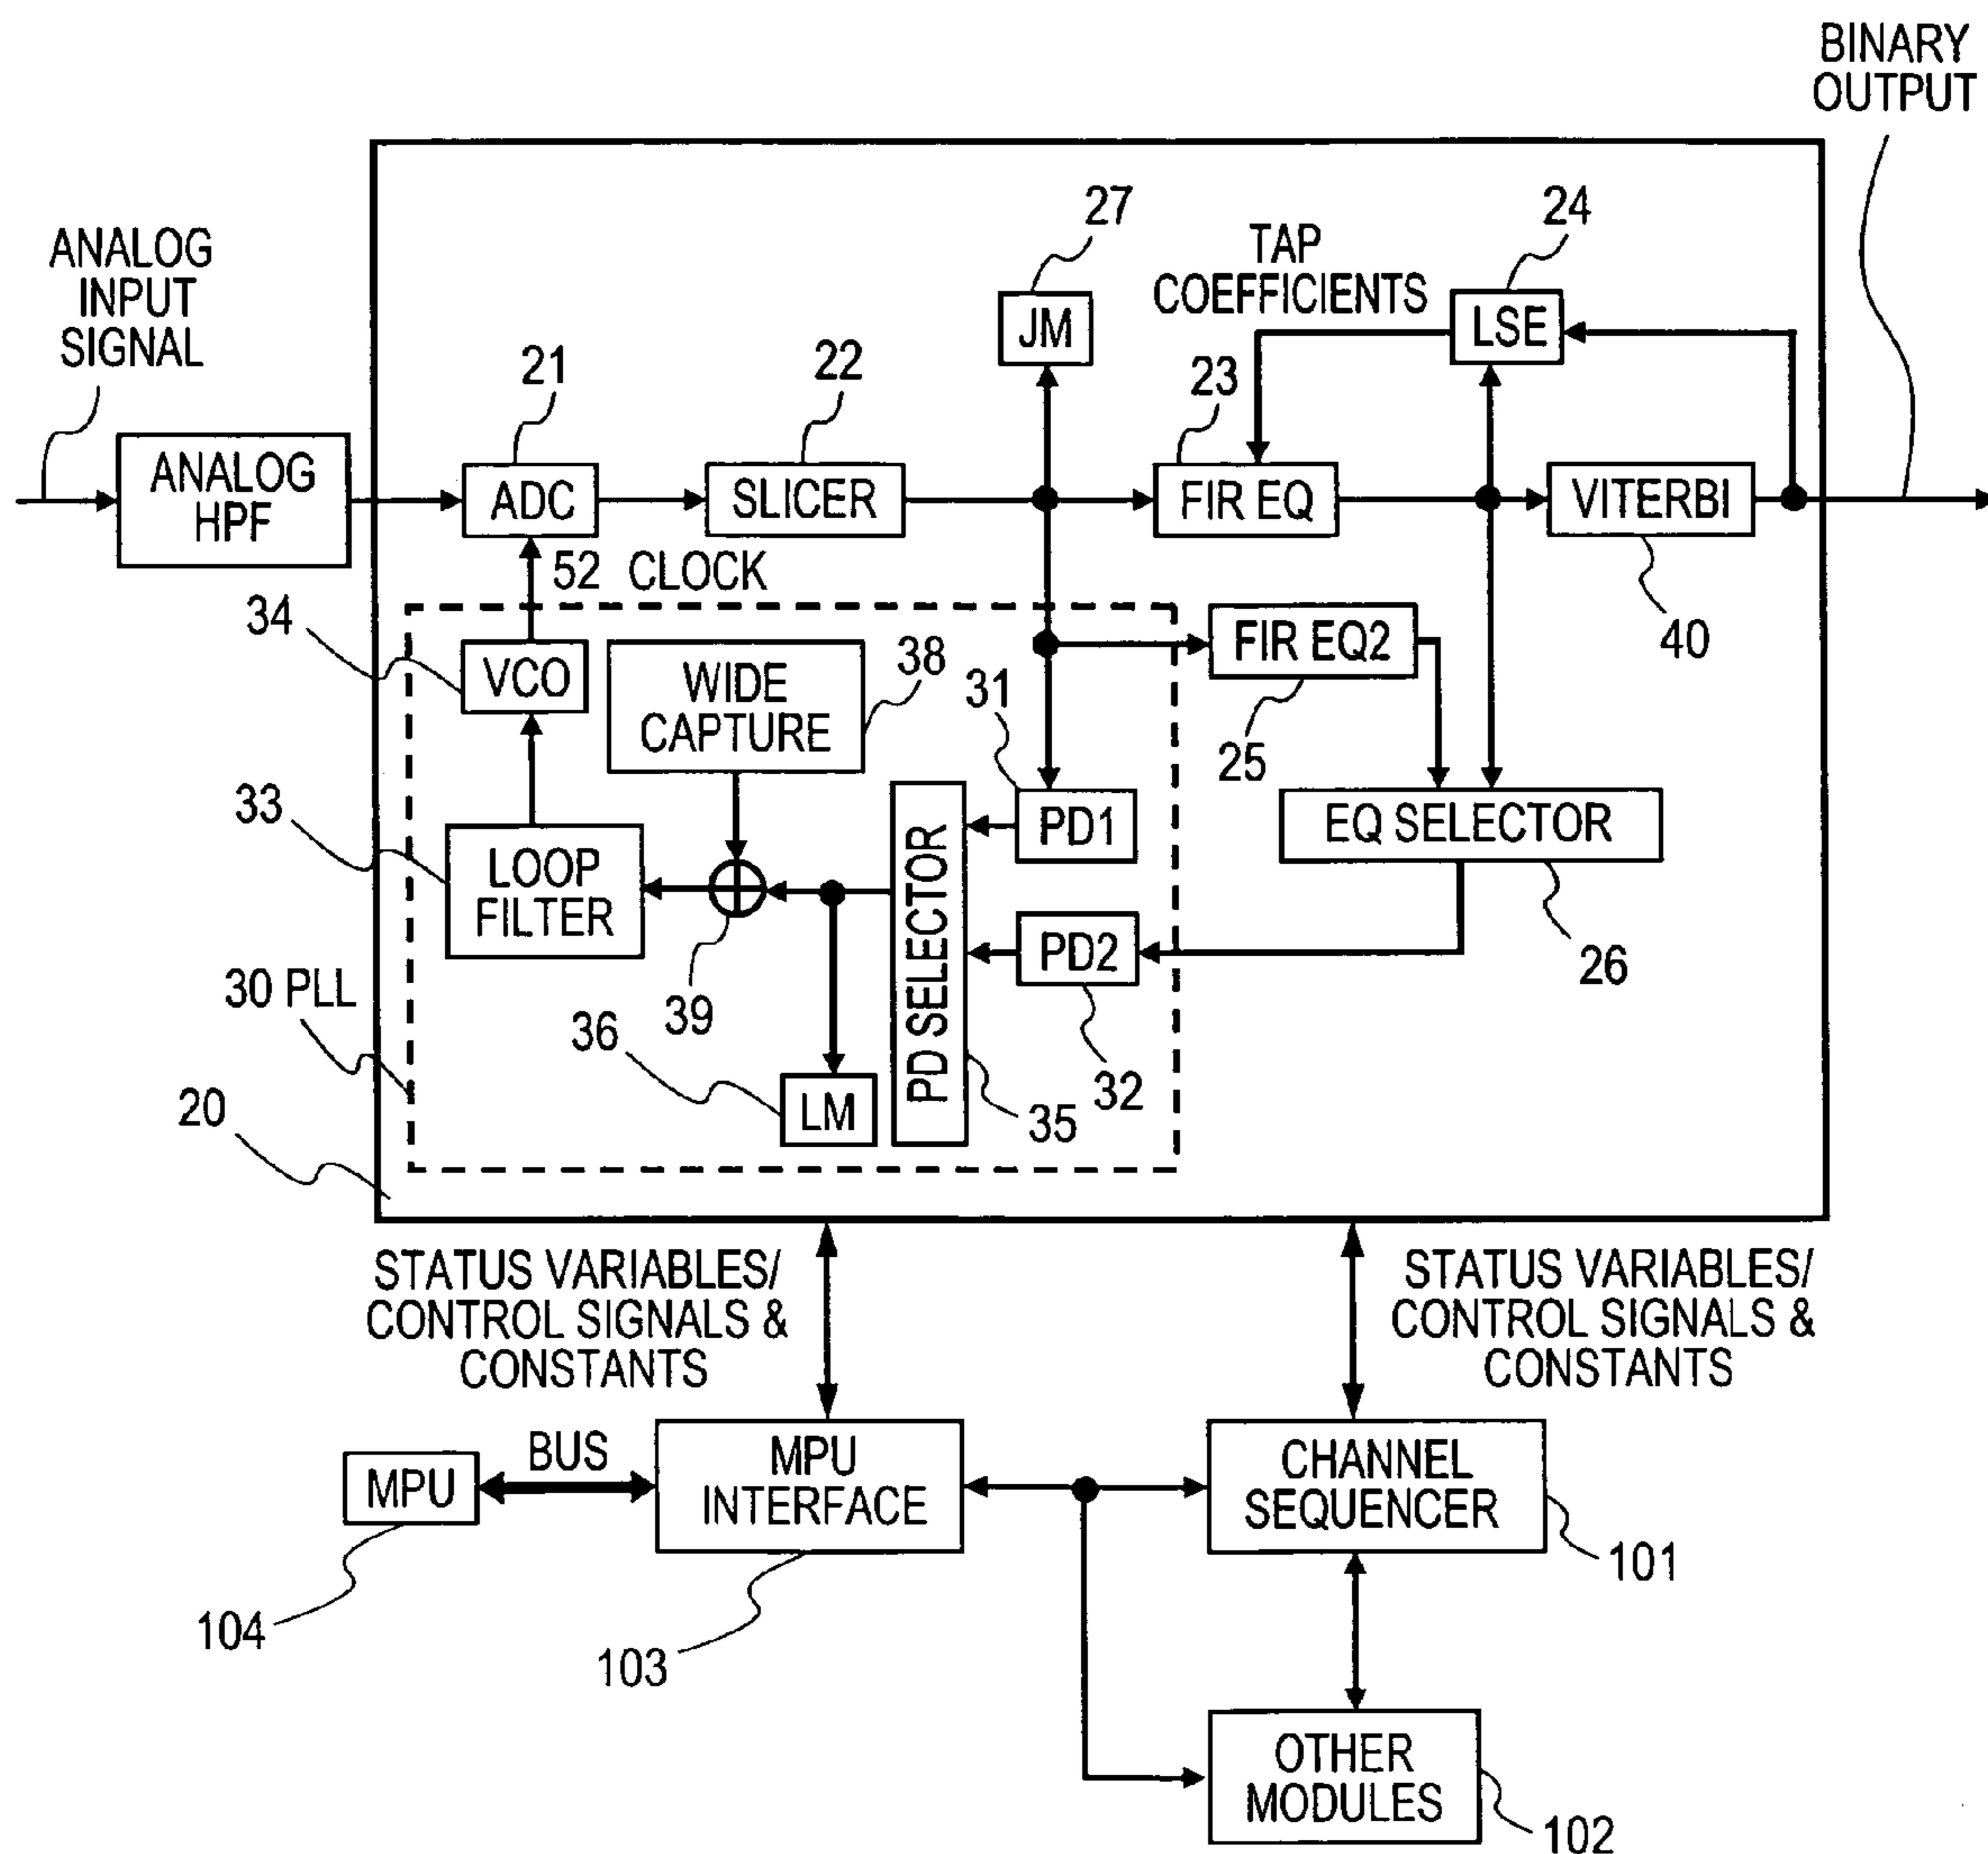 BINARY
OUTPUT
ANALOG
INPUT
SIGNAL
27
TAP
COEFFICIENTS
24
JM
LSE
21
22
23
ANALOG
HPF
ADC
SLICER
FIR EQ
VITERBI
52 CLOCK
34
40
VCO
WIDE
CAPTURE
38
FIR EQ2
31
25
33
LOOP
FILTER
PD SELECTOR
PD1
EQ SELECTOR
PD2
26
30 PLL
39
36
32
20
LM
35
STATUS VARIABLES/
CONTROL SIGNALS &
CONSTANTS
STATUS VARIABLES/
CONTROL SIGNALS &
CONSTANTS
MPU
BUS
MPU
INTERFACE
CHANNEL
SEQUENCER
101
104
103
OTHER
MODULES
102